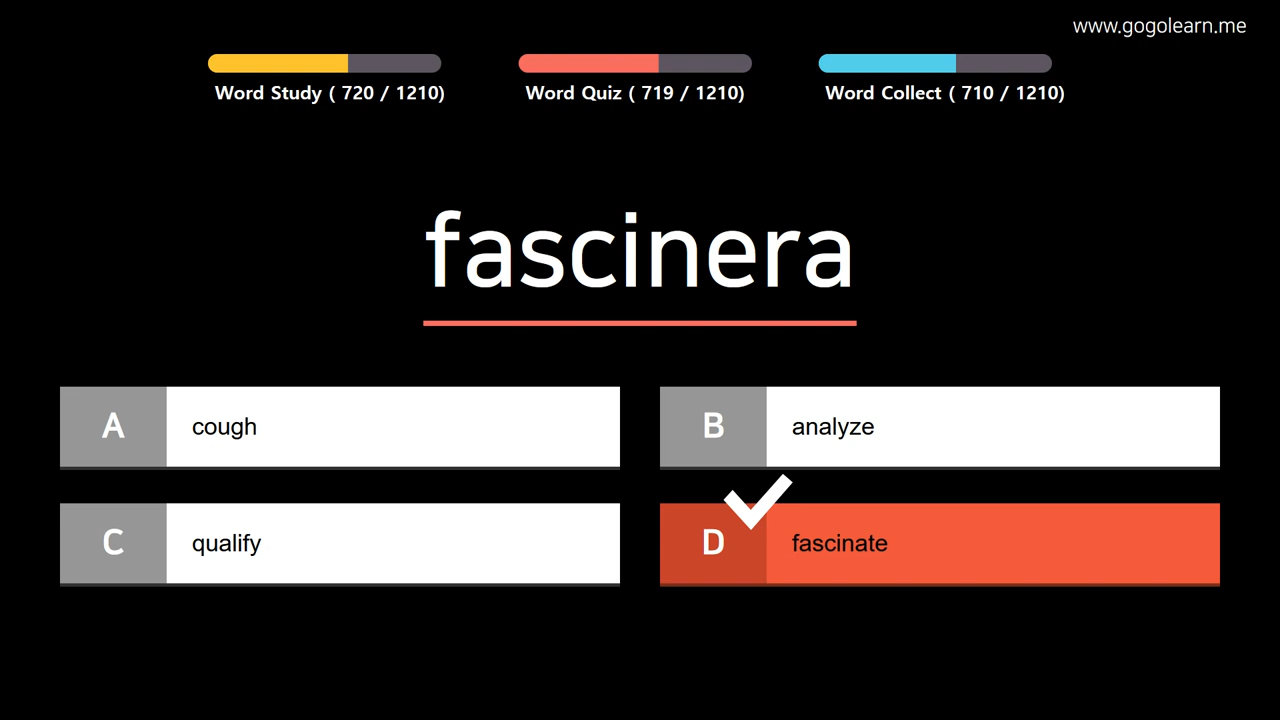 www.gogolearn.me
Word Study ( 720 / 1210)
Word Quiz ( 719 / 1210)
Word Collect ( 710 / 1210)
fascinera
A cough
B analyze
C qualify
D fascinate